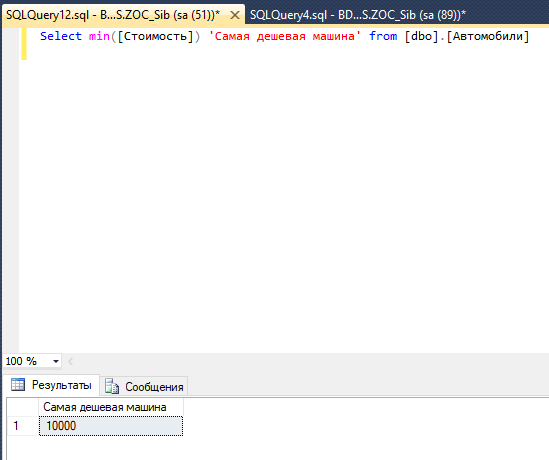 SQLQuery12.sql - B...S.ZOC_Sib (sa (51))* SQLQuery4.sql - BD...S.ZOC_Sib (sa (89))*
Select min([Стоимость]) 'Самая дешевая машина' from [dbo].[Автомобили]
100 %
Результаты Сообщения
Самая дешевая машина
1 10000